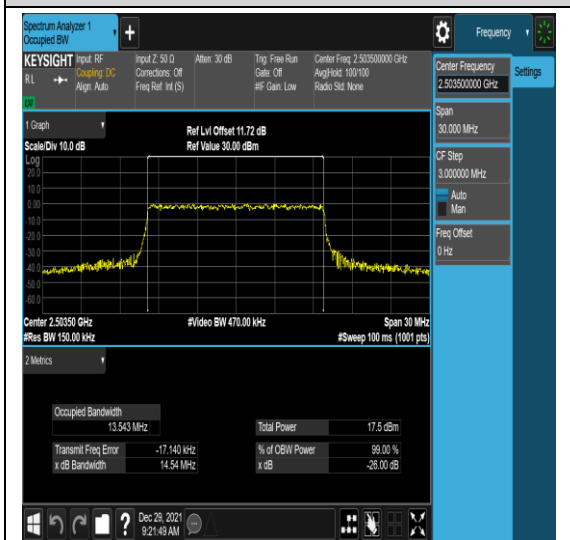 Spectrum Analyzer 1
Occupied BW
Frequency
KEYSIGHT
RL
Input: RF
Coupling: DC
Align: Auto
Input Z: 50 Ω
Corrections: Off
Freq Ref: Int (S)
Atten: 30 dB
Trig: Free Run
Gate: Off
#IF Gain: Low
Center Freq: 2.503500000 GHz
Avg|Hold: 100/100
Radio Std: None
Center Frequency
2.503500000 GHz
Settings
Span
30.000 MHz
CF Step
3.000000 MHz
Auto
Man
Freq Offset
0 Hz
1 Graph
Scale/Div 10.0 dB
Ref Lvl Offset 11.72 dB
Ref Value 30.00 dBm
Log
20.0
10.0
0.00
-10.0
-20.0
-30.0
-40.0
-50.0
-60.0
Center 2.50350 GHz
#Video BW 470.00 kHz
Span 30 MHz
#Res BW 150.00 kHz
#Sweep 100 ms (1001 pts)
2 Metrics
Occupied Bandwidth
13.543 MHz
Total Power 17.5 dBm
Transmit Freq Error -17.140 kHz
% of OBW Power 99.00 %
x dB Bandwidth 14.54 MHz
x dB -26.00 dB
?
Dec 29, 2021
9:21:49 AM